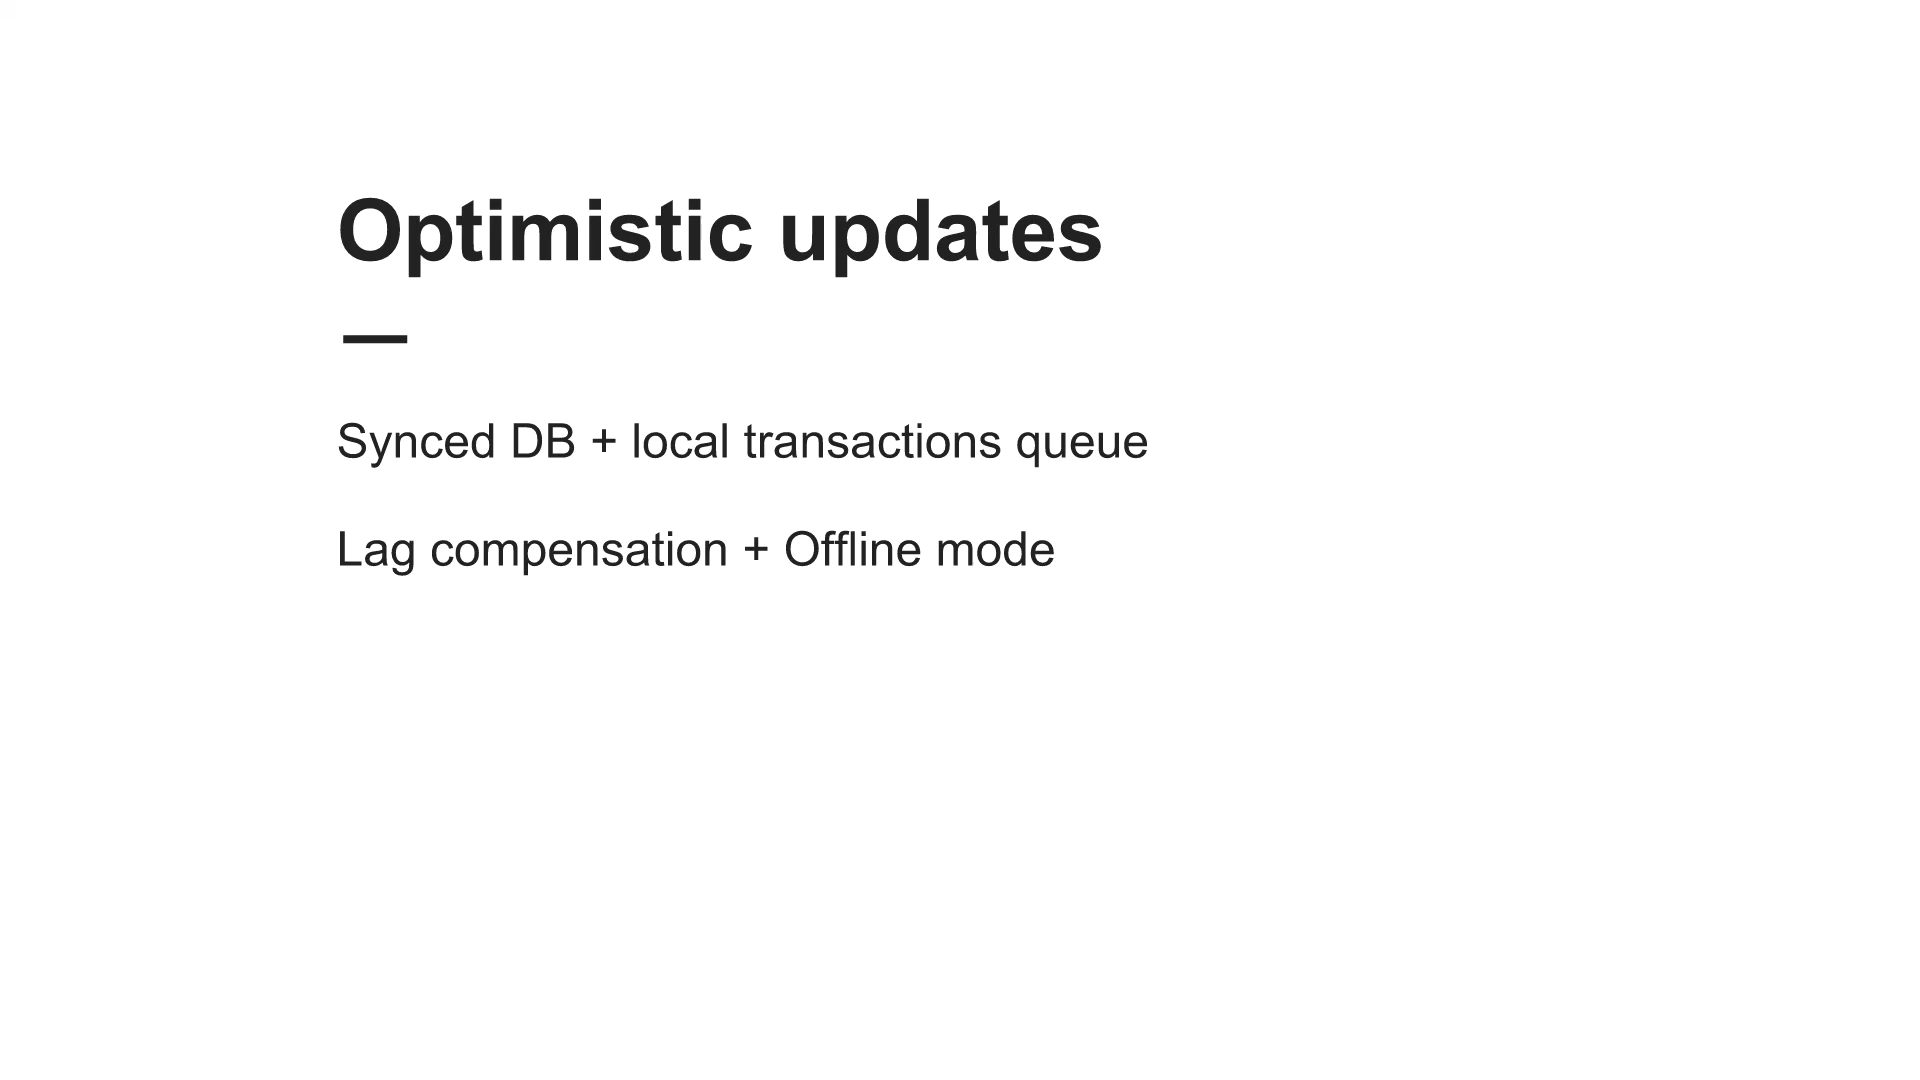 Optimistic updates
Synced DB + local transactions queue
Lag compensation + Offline mode